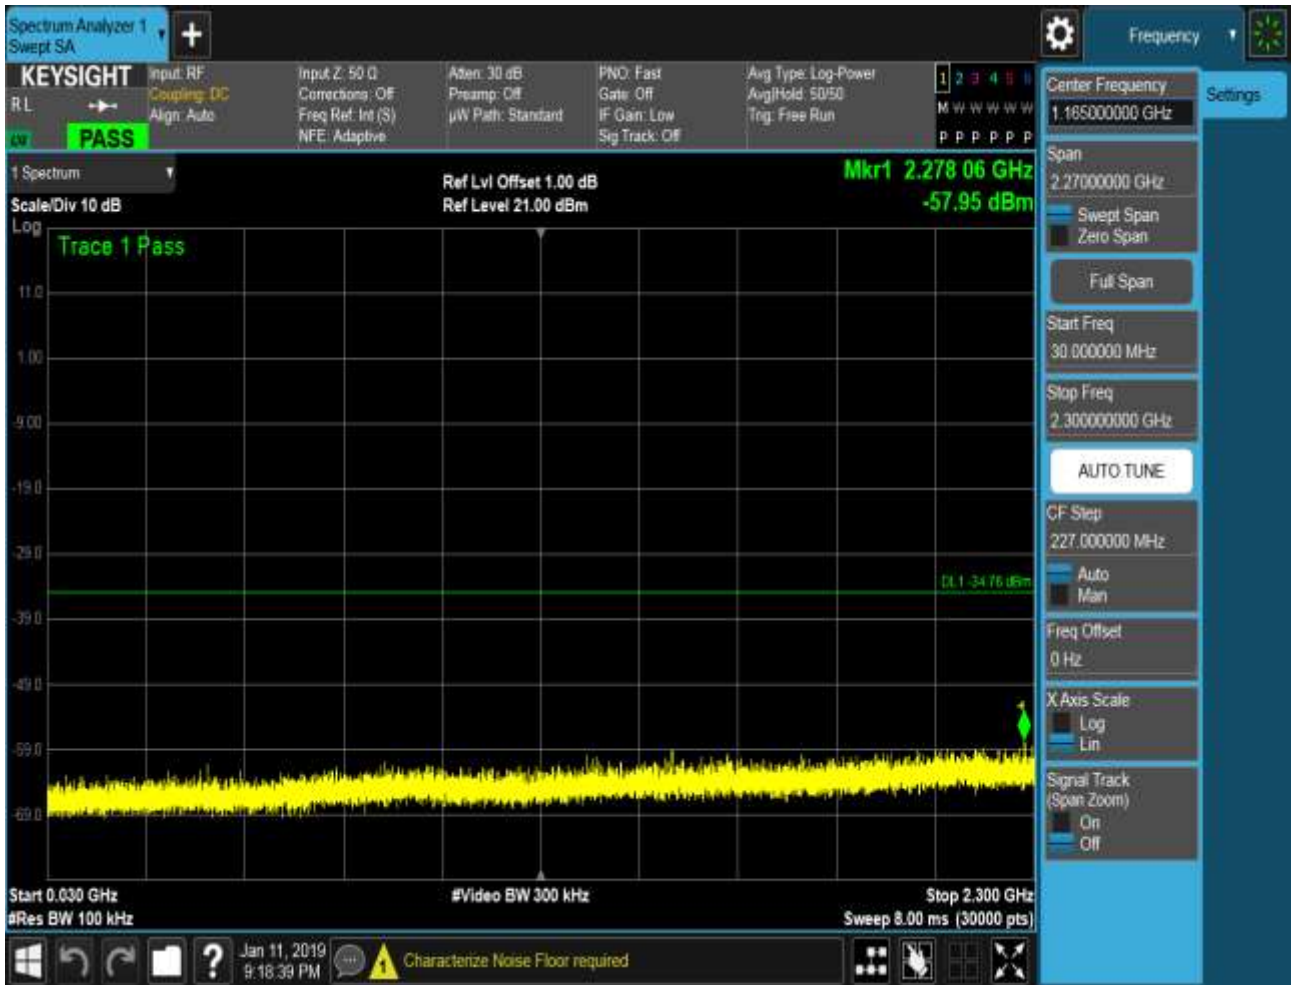 Spectrum Analyzer 1
Swept SA
+
Frequency
KEYSIGHT
R L
PASS
Input: RF
Coupling: DC
Align: Auto
Input Z: 50 Ω
Corrections: Off
Freq Ref: Int (S)
NFE: Adaptive
Atten: 30 dB
Preamp: Off
µW Path: Standard
PNO: Fast
Gate: Off
IF Gain: Low
Sig Track: Off
Avg Type: Log-Power
Avg|Hold: 50/50
Trig: Free Run
1 2 3 4 5 6
M W W W W W
P P P P P P
1 Spectrum
Scale/Div 10 dB
Log
Ref Lvl Offset 1.00 dB
Ref Level 21.00 dBm
Mkr1 2.278 06 GHz
-57.95 dBm
Trace 1 Pass
11.0
1.00
-9.00
-19.0
-29.0
DL1 -34.76 dBm
-39.0
-49.0
1
-59.0
-69.0
Start 0.030 GHz
#Res BW 100 kHz
#Video BW 300 kHz
Stop 2.300 GHz
Sweep 8.00 ms (30000 pts)
?
Jan 11, 2019
9:18:39 PM
1
Characterize Noise Floor required
Center Frequency
1.165000000 GHz
Settings
Span
2.27000000 GHz
Swept Span
Zero Span
Full Span
Start Freq
30.000000 MHz
Stop Freq
2.300000000 GHz
AUTO TUNE
CF Step
227.000000 MHz
Auto
Man
Freq Offset
0 Hz
X Axis Scale
Log
Lin
Signal Track
(Span Zoom)
On
Off